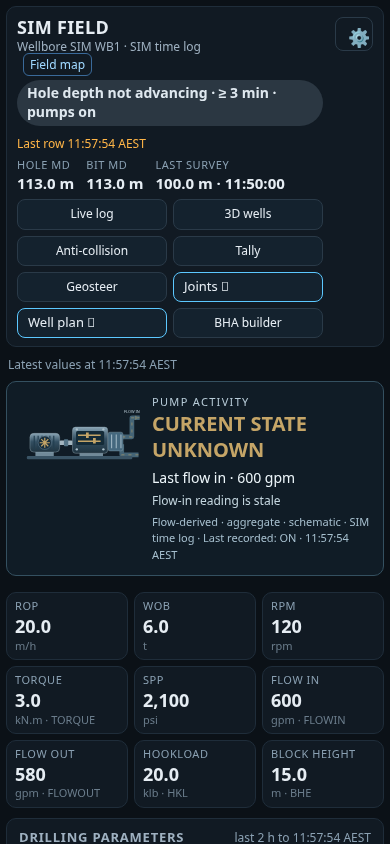 SIM FIELD
Wellbore SIM WB1 · SIM time log
Field map
Hole depth not advancing · ≥ 3 min ·
pumps on
Last row 11:57:54 AEST
HOLE MD BIT MD LAST SURVEY
113.0 m 113.0 m 100.0 m · 11:50:00
Live log 3D wells
Anti-collision Tally
Geosteer Joints
Well plan BHA builder
Latest values at 11:57:54 AEST
FLOW IN
PUMP ACTIVITY
CURRENT STATE
UNKNOWN
Last flow in · 600 gpm
Flow-in reading is stale
Flow-derived · aggregate · schematic · SIM
time log · Last recorded: ON · 11:57:54
AEST
ROP WOB RPM
20.0 6.0 120
m/h t rpm
TORQUE SPP FLOW IN
3.0 2,100 600
kN.m · TORQUE psi gpm · FLOWIN
FLOW OUT HOOKLOAD BLOCK HEIGHT
580 20.0 15.0
gpm · FLOWOUT klb · HKL m · BHE
DRILLING PARAMETERS last 2 h to 11:57:54 AEST